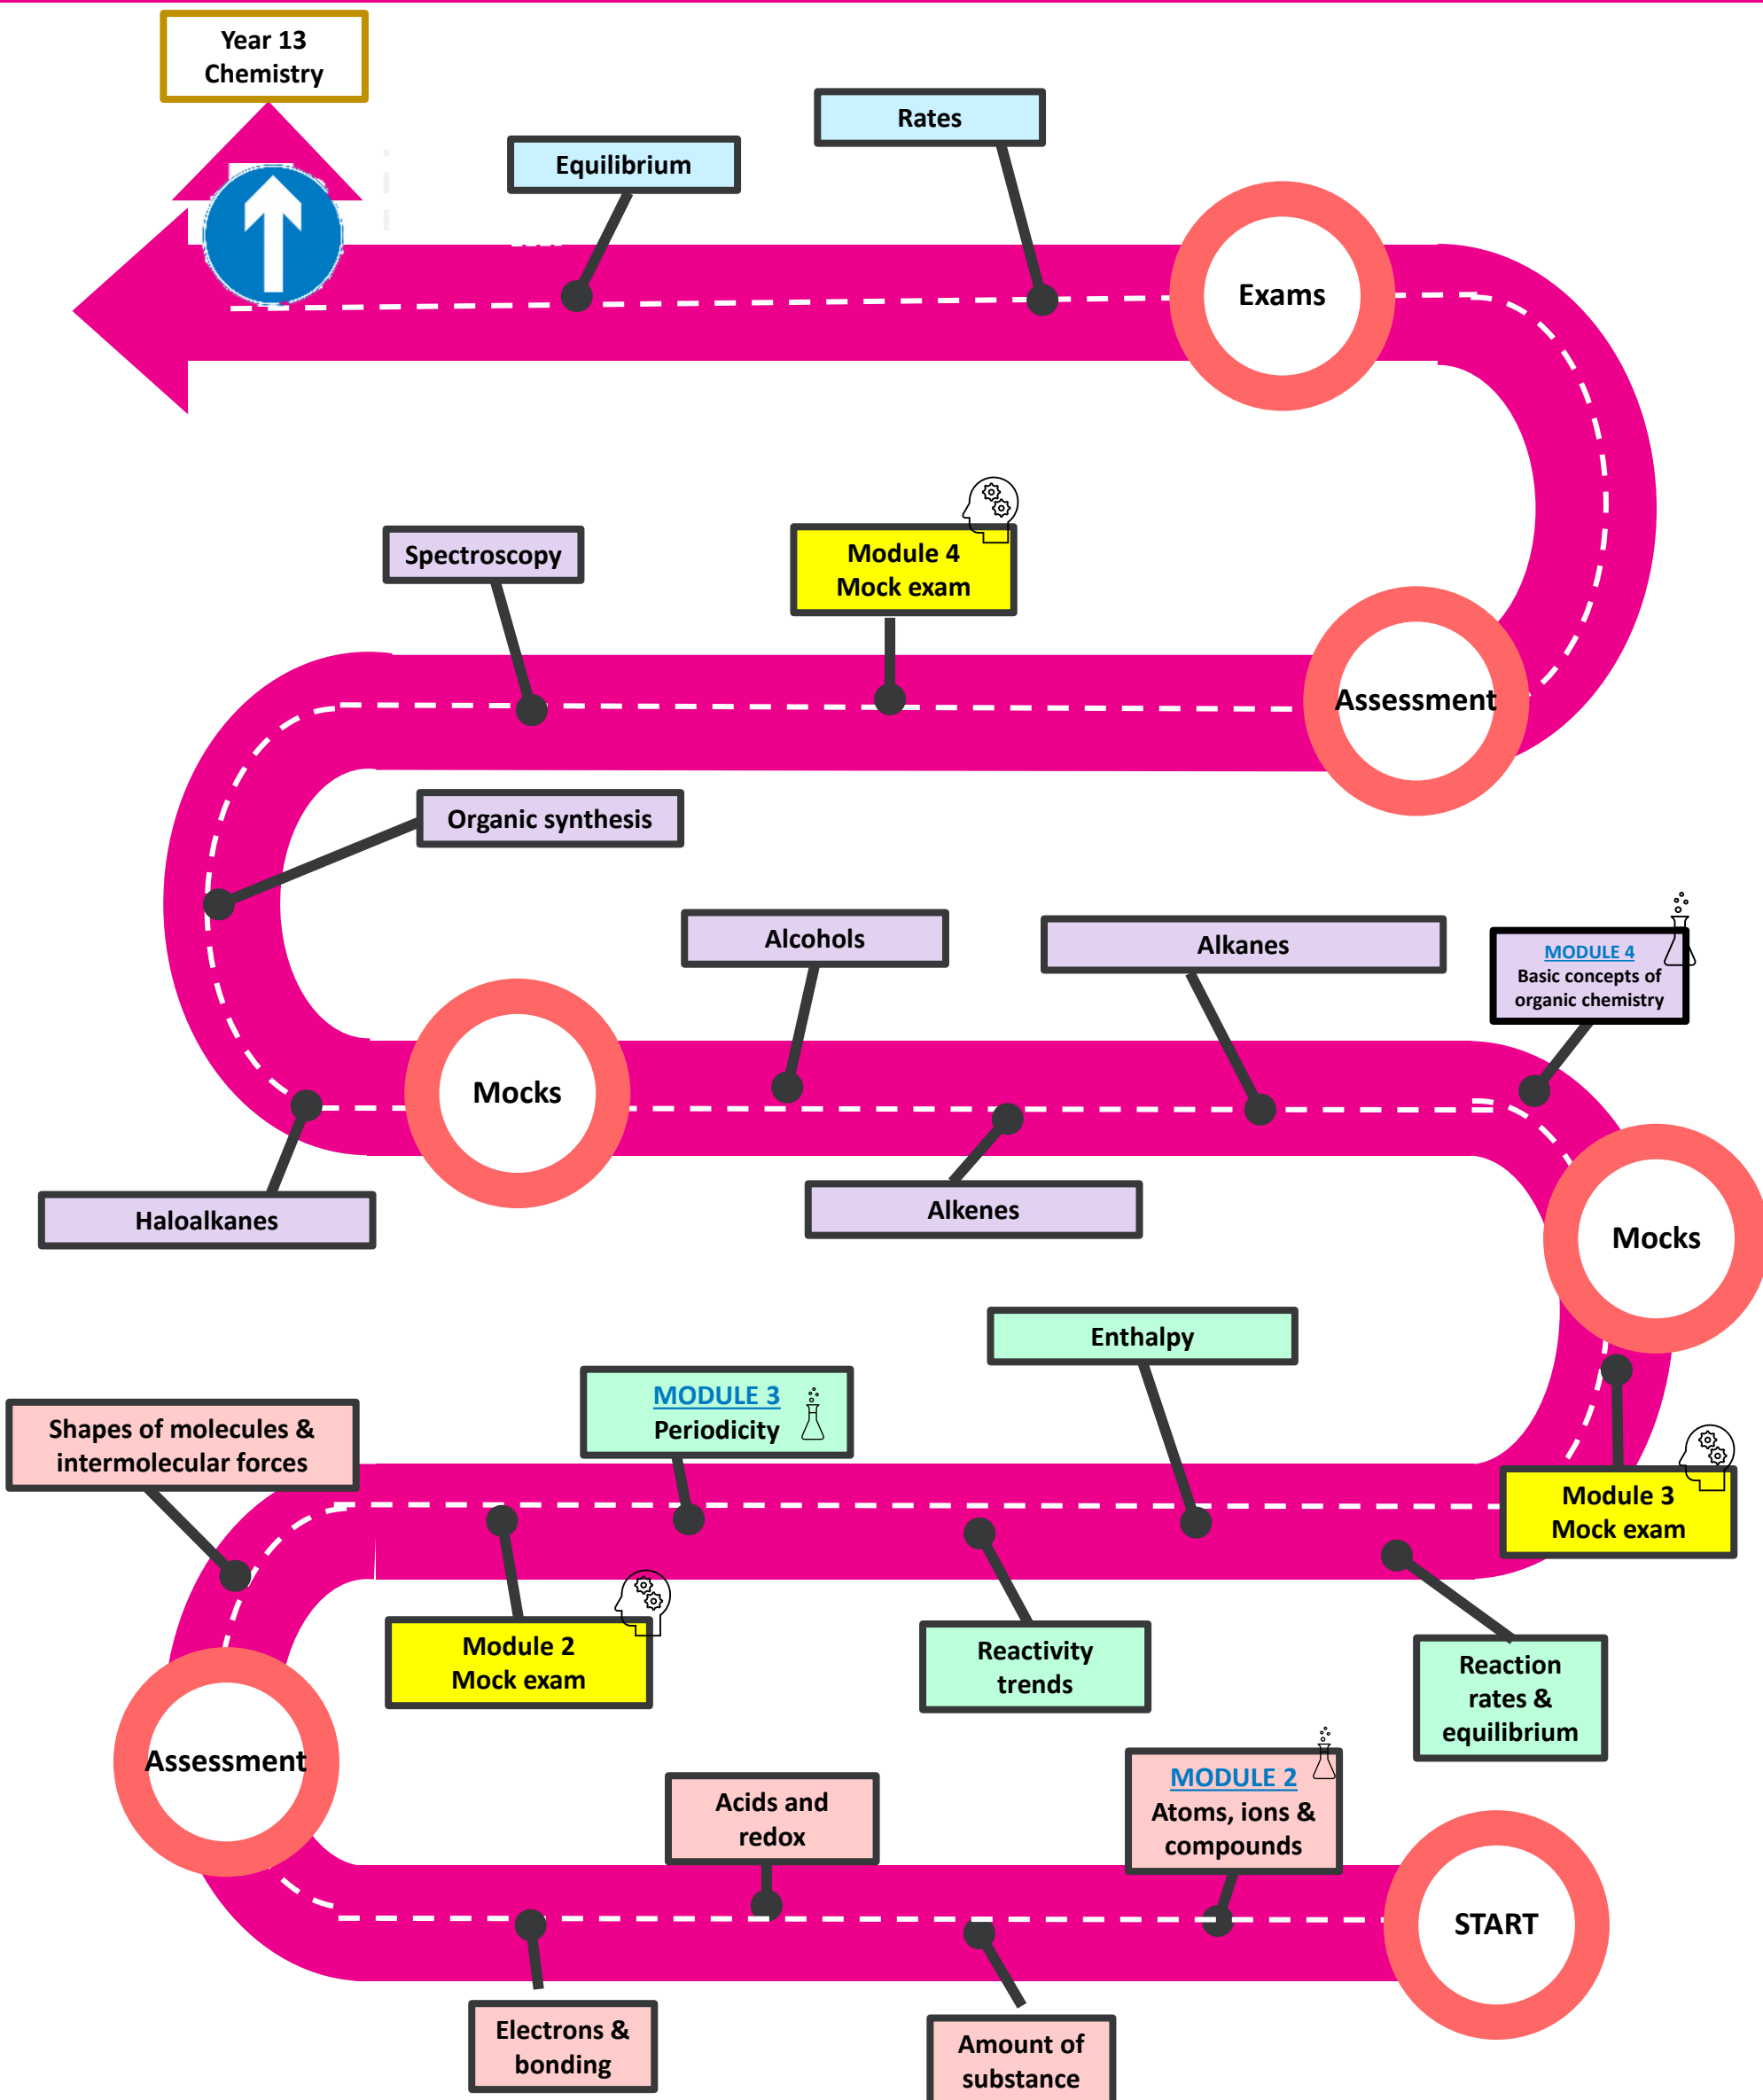 Year 13
Chemistry
Rates
Equilibrium
Exams
Spectroscopy
Module 4
Mock exam
Assessment
Organic synthesis
Alcohols
Alkanes
MODULE 4
Basic concepts of
organic chemistry
Mocks
Haloalkanes
Alkenes
Mocks
Enthalpy
MODULE 3
Periodicity
Shapes of molecules &
intermolecular forces
Module 3
Mock exam
Module 2
Mock exam
Reactivity
trends
Reaction
rates &
equilibrium
Assessment
Acids and
redox
MODULE 2
Atoms, ions &
compounds
START
Electrons &
bonding
Amount of
substance